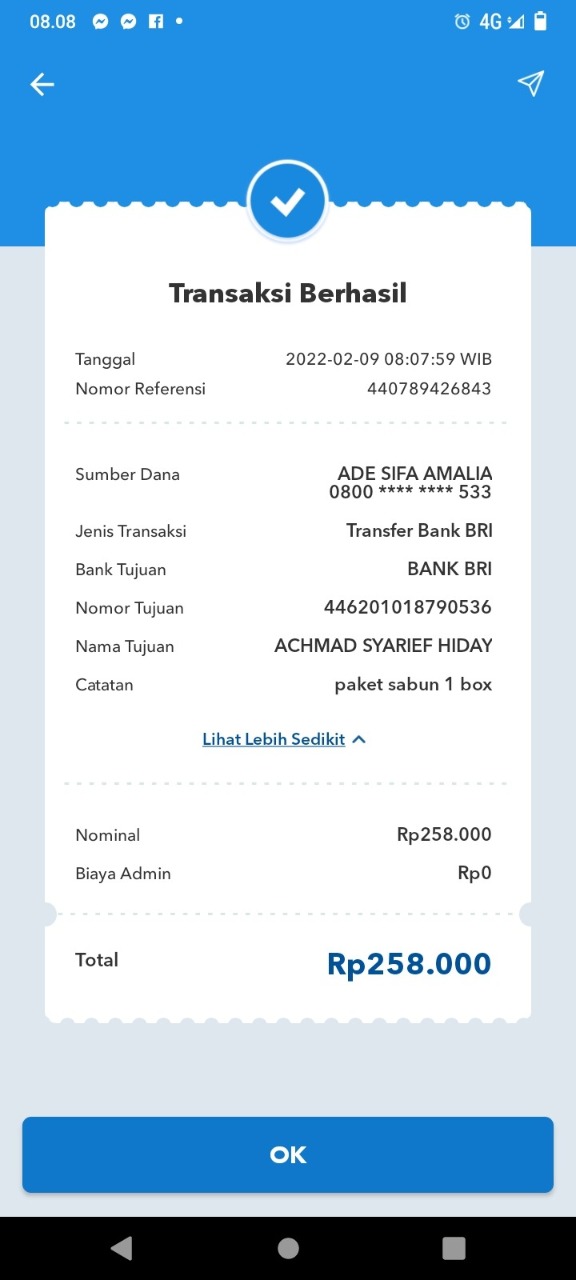 08.08
4G
Transaksi Berhasil
Tanggal 2022-02-09 08:07:59 WIB
Nomor Referensi 440789426843
Sumber Dana ADE SIFA AMALIA
0800 **** **** 533
Jenis Transaksi Transfer Bank BRI
Bank Tujuan BANK BRI
Nomor Tujuan 446201018790536
Nama Tujuan ACHMAD SYARIEF HIDAY
Catatan paket sabun 1 box
Lihat Lebih Sedikit
Nominal Rp258.000
Biaya Admin Rp0
Total Rp258.000
OK